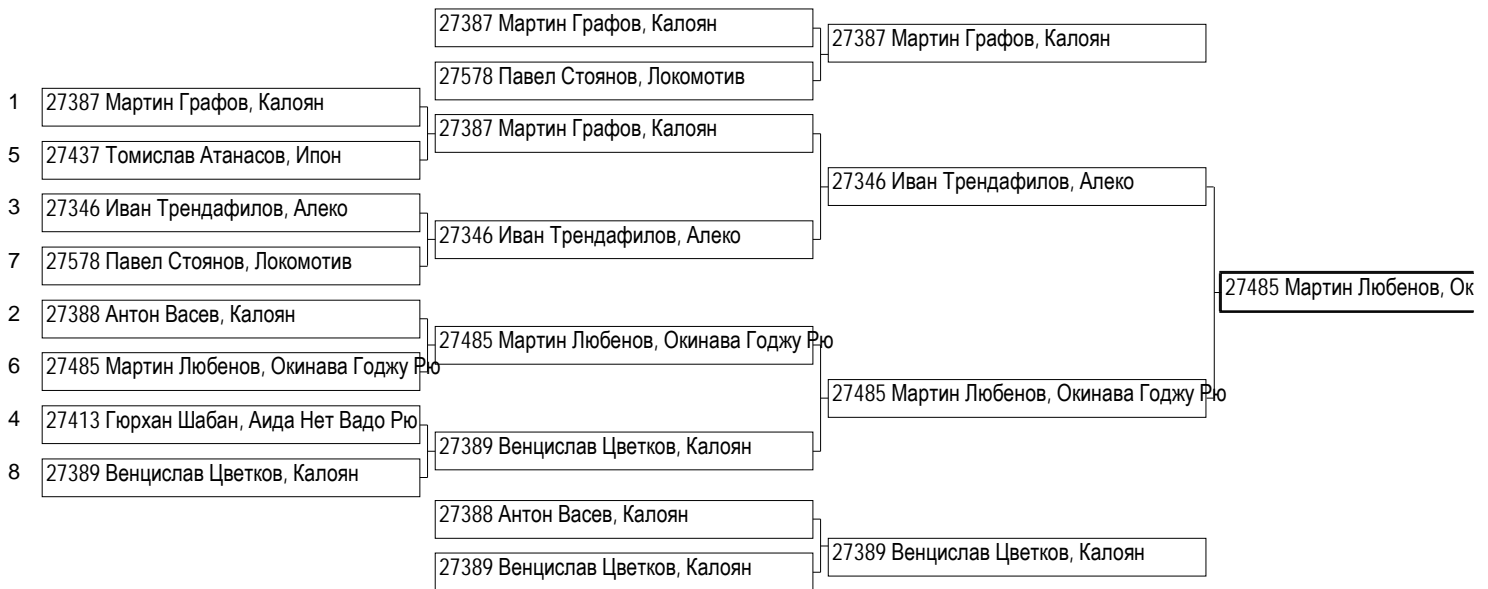 27387 Мартин Графов, Калоян
27387 Мартин Графов, Калоян
27578 Павел Стоянов, Локомотив
1 27387 Мартин Графов, Калоян
27387 Мартин Графов, Калоян
5 27437 Томислав Атанасов, Ипон
27346 Иван Трендафилов, Алеко
3 27346 Иван Трендафилов, Алеко
27346 Иван Трендафилов, Алеко
7 27578 Павел Стоянов, Локомотив
27485 Мартин Любенов, Ок
2 27388 Антон Васев, Калоян
27485 Мартин Любенов, Окинава Годжу Рю
6 27485 Мартин Любенов, Окинава Годжу Рю
27485 Мартин Любенов, Окинава Годжу Рю
4 27413 Гюрхан Шабан, Аида Нет Вадо Рю
27389 Венцислав Цветков, Калоян
8 27389 Венцислав Цветков, Калоян
27388 Антон Васев, Калоян
27389 Венцислав Цветков, Калоян
27389 Венцислав Цветков, Калоян